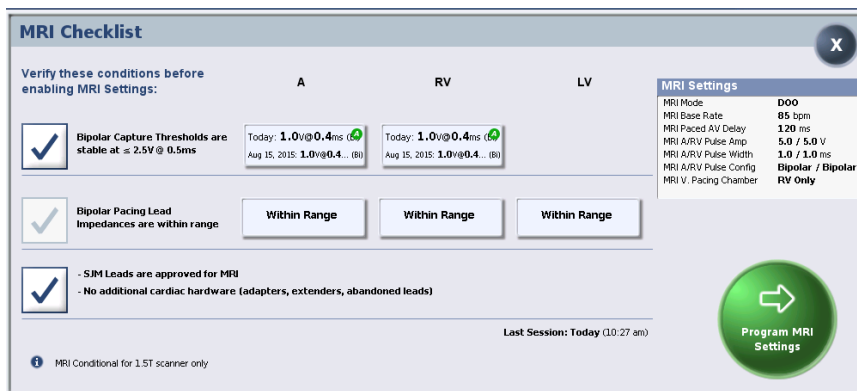 MRI Checklist
X
Verify these conditions before
enabling MRI Settings:
A
RV
LV
Bipolar Capture Thresholds are
stable at ≤ 2.5V @ 0.5ms
Today: 1.0V@0.4ms
Aug 15, 2015: 1.0V@0.4... (Bi)
Today: 1.0V@0.4ms
Aug 15, 2015: 1.0V@0.4... (Bi)
Bipolar Pacing Lead
Impedances are within range
Within Range
Within Range
Within Range
- SJM Leads are approved for MRI
- No additional cardiac hardware (adapters, extenders, abandoned leads)
Last Session: Today (10:27 am)
MRI Conditional for 1.5T scanner only
MRI Settings
MRI Mode DOO
MRI Base Rate 85 bpm
MRI Paced AV Delay 120 ms
MRI A/RV Pulse Amp 5.0 / 5.0 V
MRI A/RV Pulse Width 1.0 / 1.0 ms
MRI A/RV Pulse Config Bipolar / Bipolar
MRI V. Pacing Chamber RV Only
Program MRI
Settings